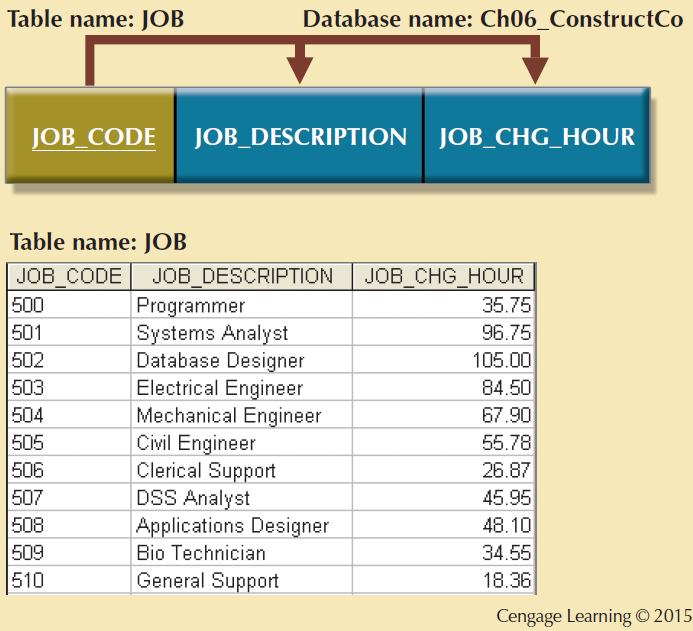 Table name: JOB Database name: Ch06_ConstructCo
JOB_CODE JOB_DESCRIPTION JOB_CHG_HOUR
Table name: JOB
JOB_CODE JOB_DESCRIPTION JOB_CHG_HOUR
500 Programmer 35.75
501 Systems Analyst 96.75
502 Database Designer 105.00
503 Electrical Engineer 84.50
504 Mechanical Engineer 67.90
505 Civil Engineer 55.78
506 Clerical Support 26.87
507 DSS Analyst 45.95
508 Applications Designer 48.10
509 Bio Technician 34.55
510 General Support 18.36
Cengage Learning © 2015